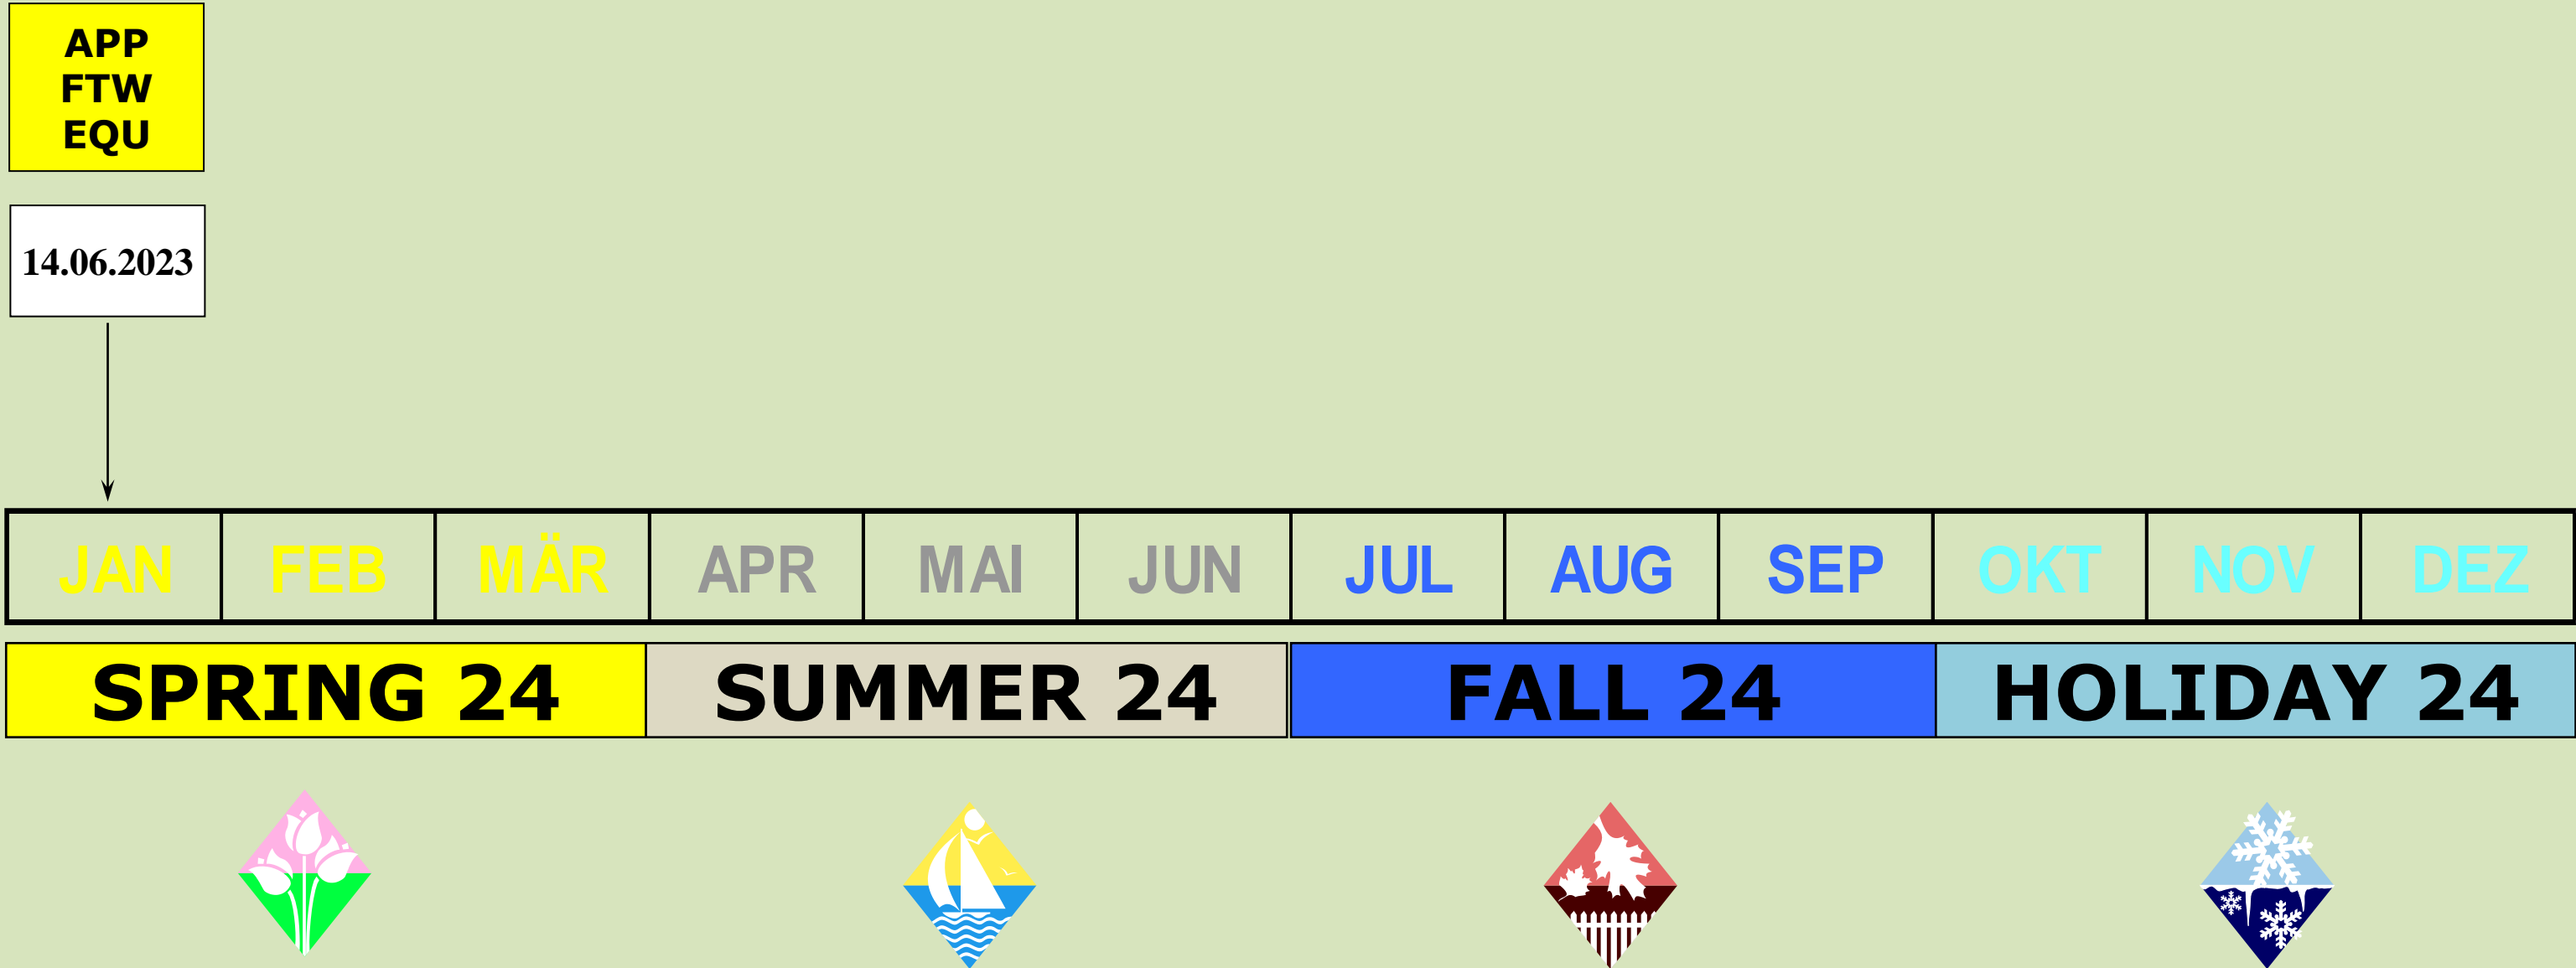 APP
FTW
EQU
14.06.2023
JAN FEB MÄR APR MAI JUN JUL AUG SEP OKT NOV DEZ
SPRING 24 SUMMER 24 FALL 24 HOLIDAY 24